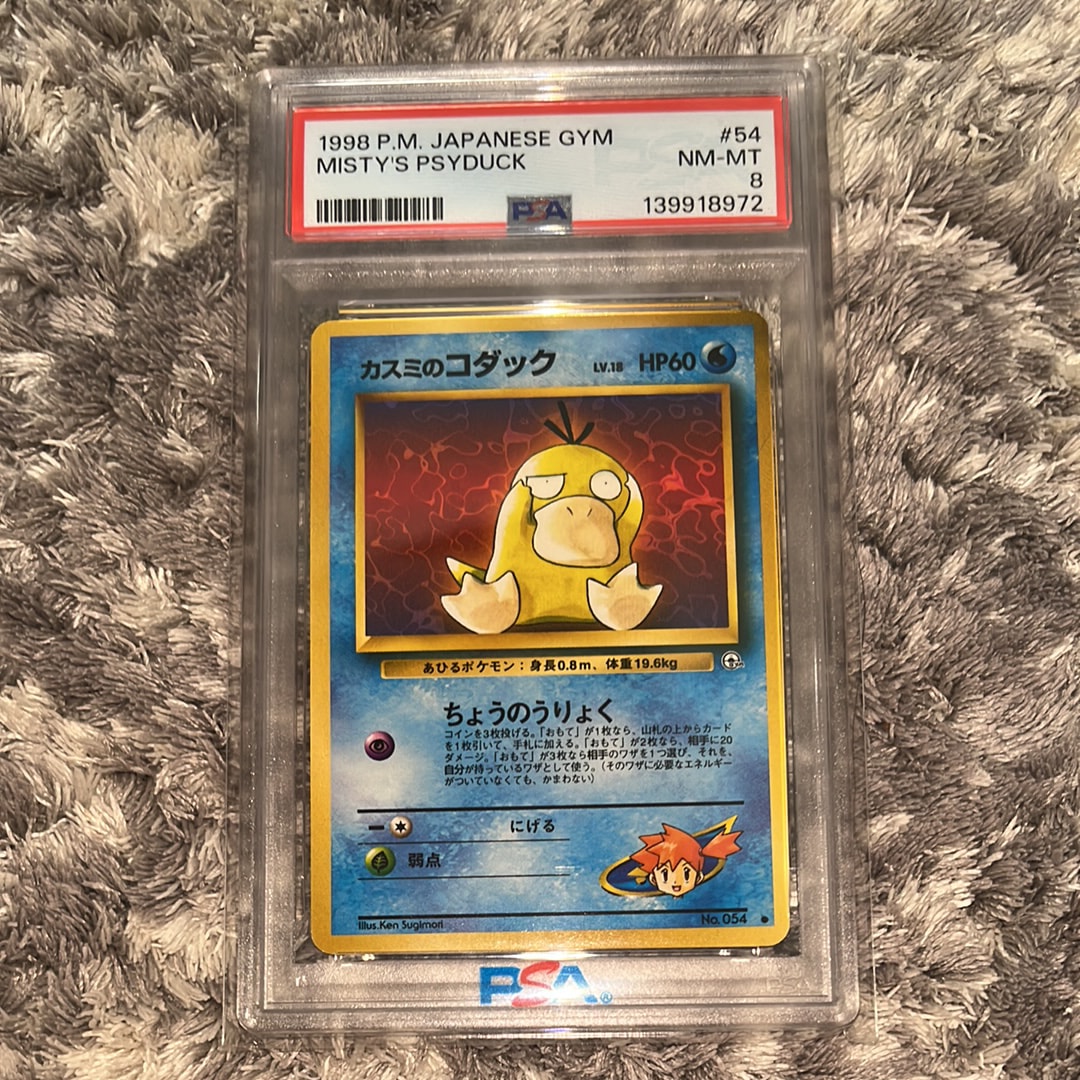 1998 P.M. JAPANESE GYM #54
MISTY'S PSYDUCK NM-MT
8
PSA 139918972
カスミのコダック LV.18 HP60
あひるポケモン：身長0.8m、体重19.6kg
ちょうのうりょく
コインを3枚投げる。「おもて」が1枚なら、山札の上からカード
を1枚引いて、手札に加える。「おもて」が2枚なら、相手に20
ダメージ。「おもて」が3枚なら相手のワザを1つ選び、それを、
自分が持っているワザとして使う。（そのワザに必要なエネルギー
がついていなくても、かまわない）
にげる
弱点
Illus.Ken Sugimori No.054
PSA®